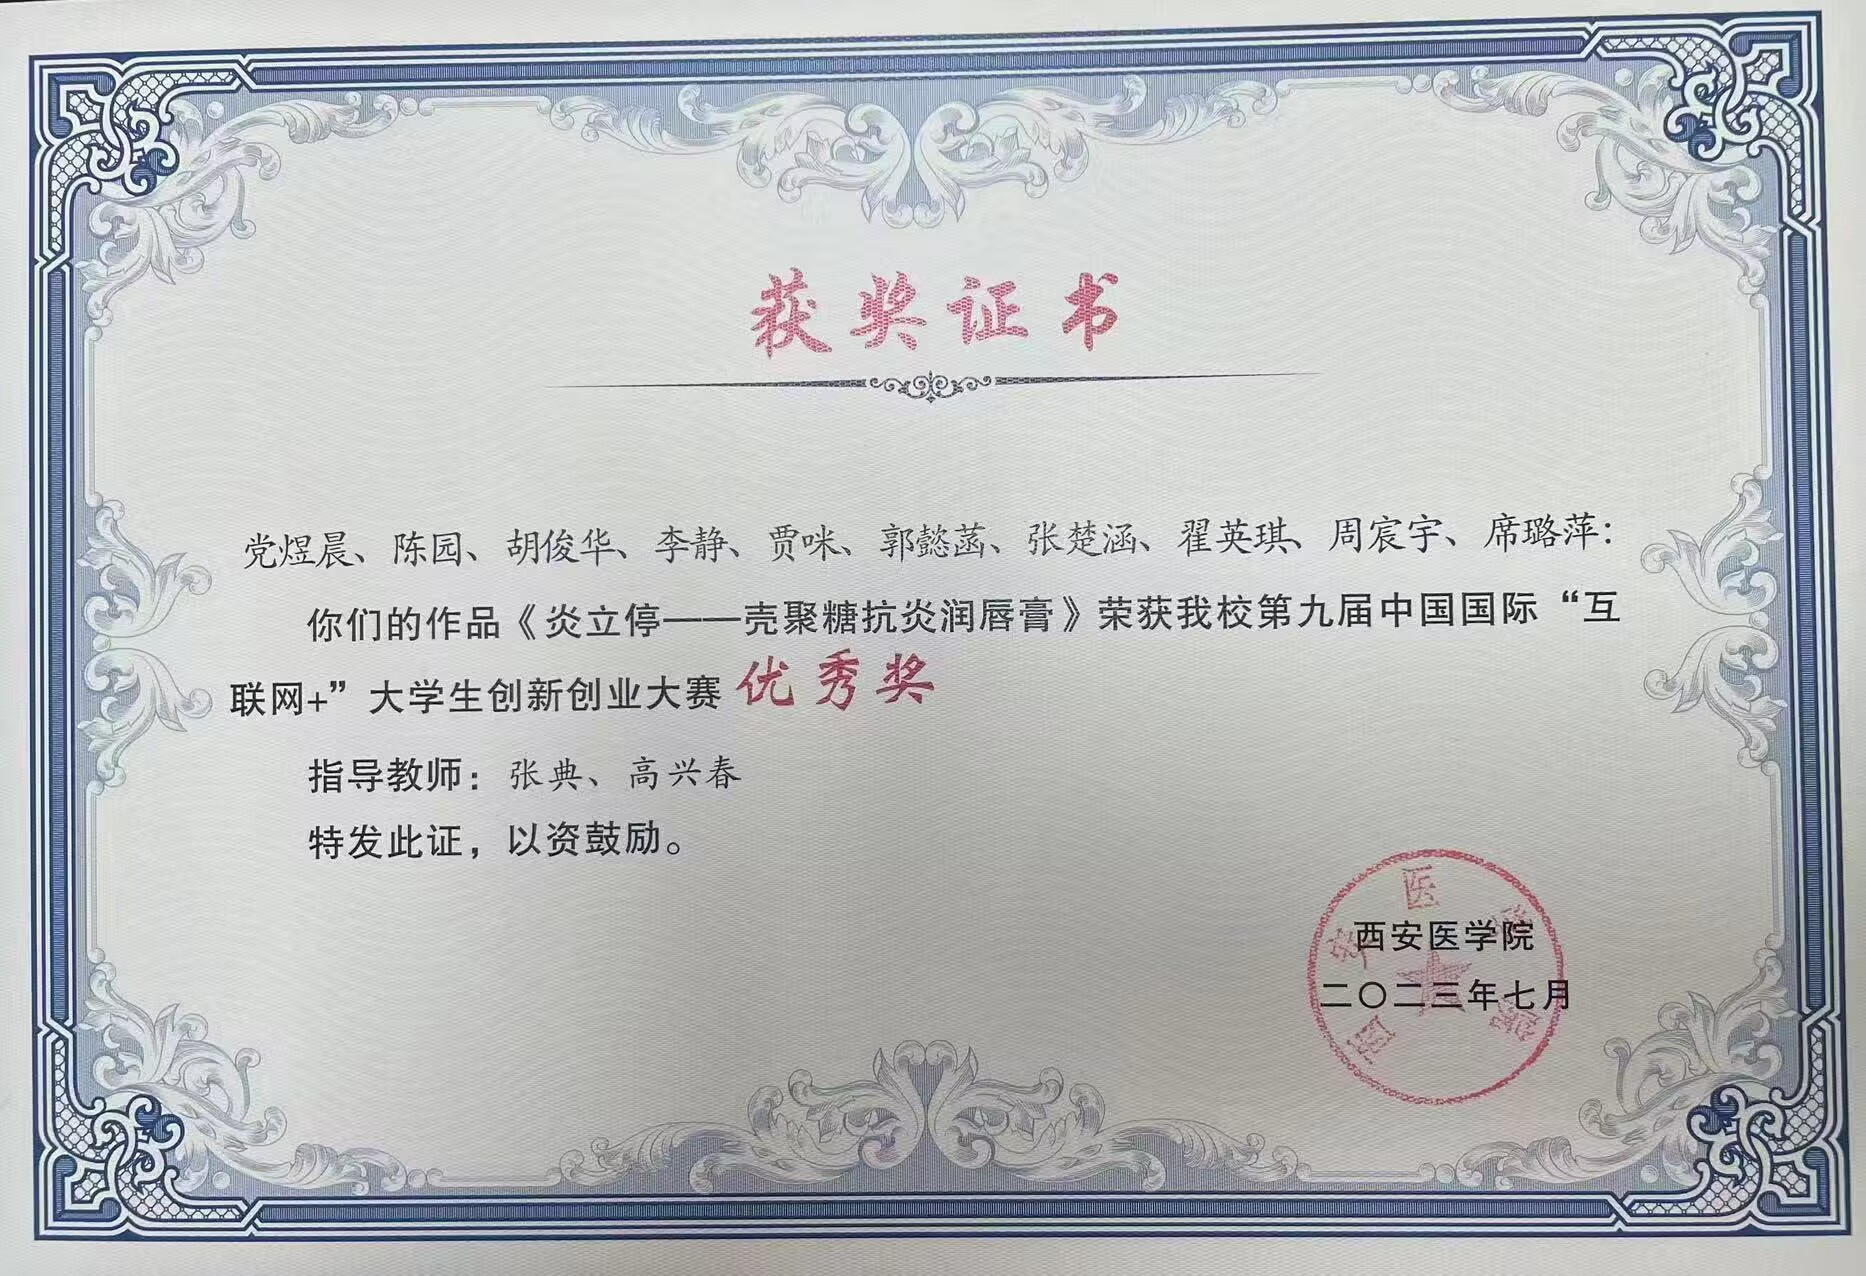 获奖证书
党煜晨、陈园、胡俊华、李静、贾咪、郭懿菡、张楚涵、翟英琪、周宸宇、席璐萍：
你们的作品《炎立停——壳聚糖抗炎润唇膏》荣获我校第九届中国国际“互
联网+”大学生创新创业大赛 优秀奖
指导教师：张典、高兴春
特发此证，以资鼓励。
西安医学院
二〇二三年七月
西安医学院